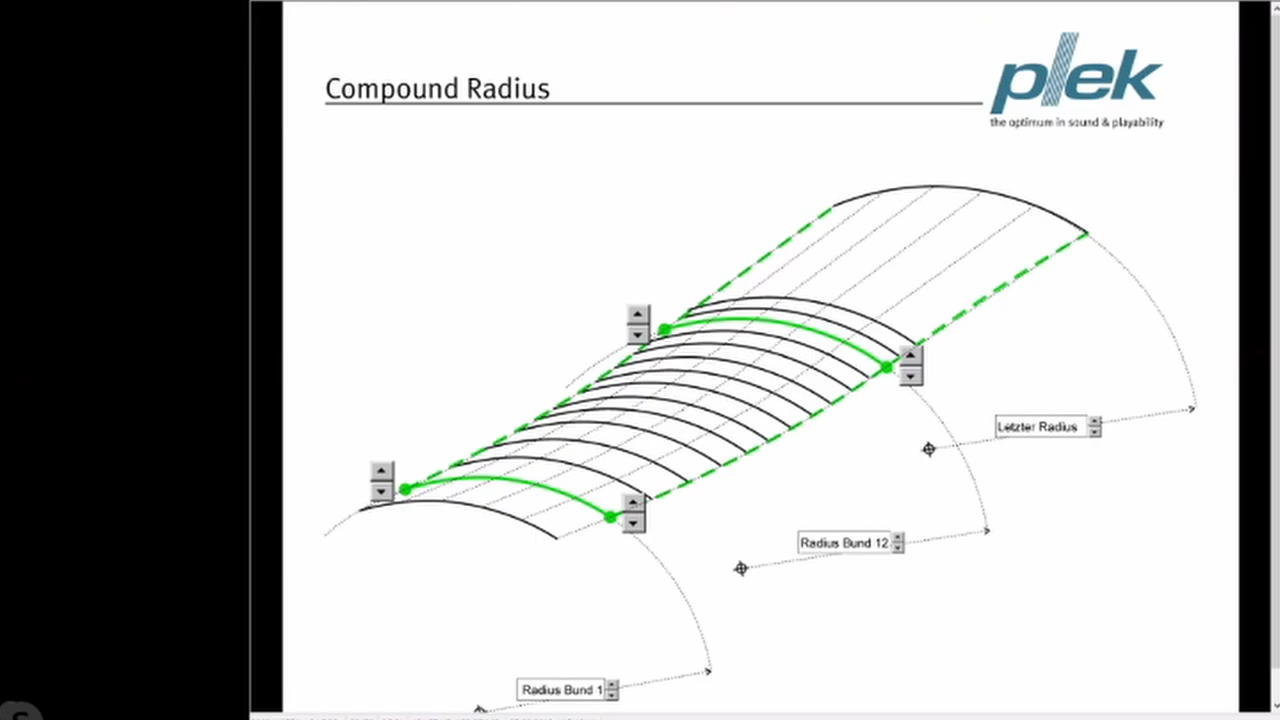 Compound Radius
plek
the optimum in sound & playability
Letzter Radius
Radius Bund 12
Radius Bund 1